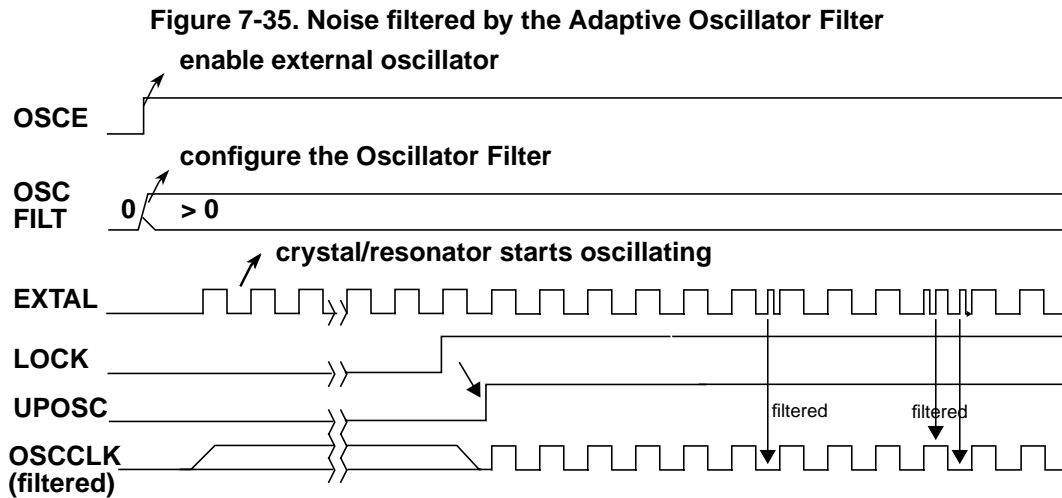 Figure 7-35. Noise filtered by the Adaptive Oscillator Filter
enable external oscillator
OSCE
configure the Oscillator Filter
OSC
FILT
0 > 0
crystal/resonator starts oscillating
EXTAL
LOCK
UPOSC
filtered filtered
OSCCLK
(filtered)